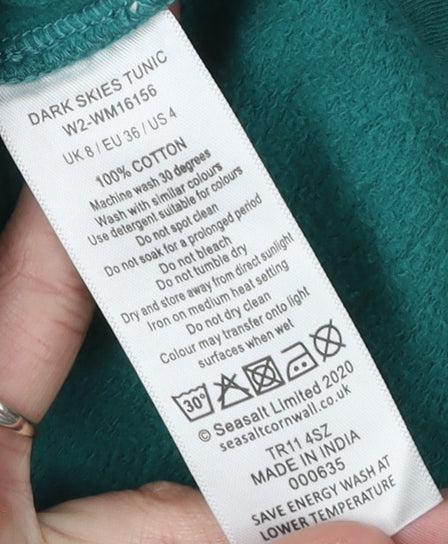 DARK SKIES TUNIC
W2-WM16156
UK 8 / EU 36 / US 4
100% COTTON
Machine wash 30 degrees
Wash with similar colours
Use detergent suitable for colours
Do not spot clean
Do not soak for a prolonged period
Do not bleach
Do not tumble dry
Dry and store away from direct sunlight
Iron on medium heat setting
Do not dry clean
Colour may transfer onto light
surfaces when wet
30°
© Seasalt Limited 2020
seasaltcornwall.co.uk
TR11 4SZ
MADE IN INDIA
000635
SAVE ENERGY WASH AT
LOWER TEMPERATURE